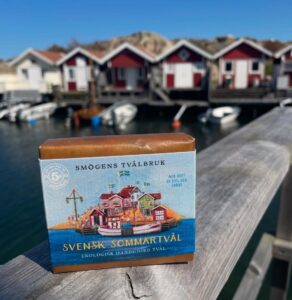 SMÖGENS TVÅLBRUK
SVENSK SOMMARTVÅL
EKOLOGISK HANDGJORD TVÅL